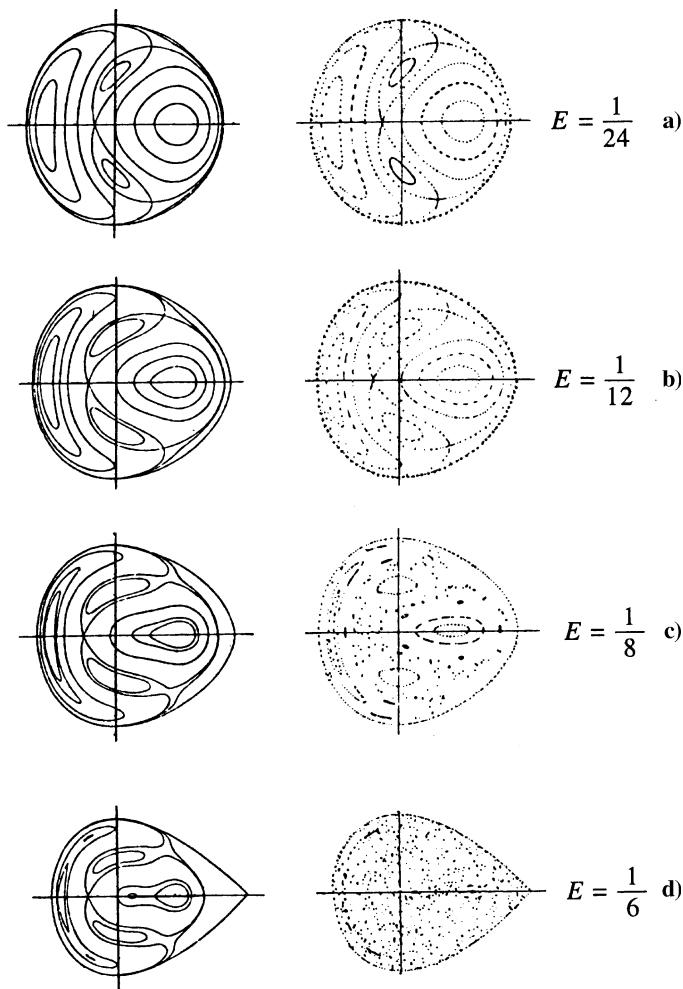 E = 1/24 a)
E = 1/12 b)
E = 1/8 c)
E = 1/6 d)